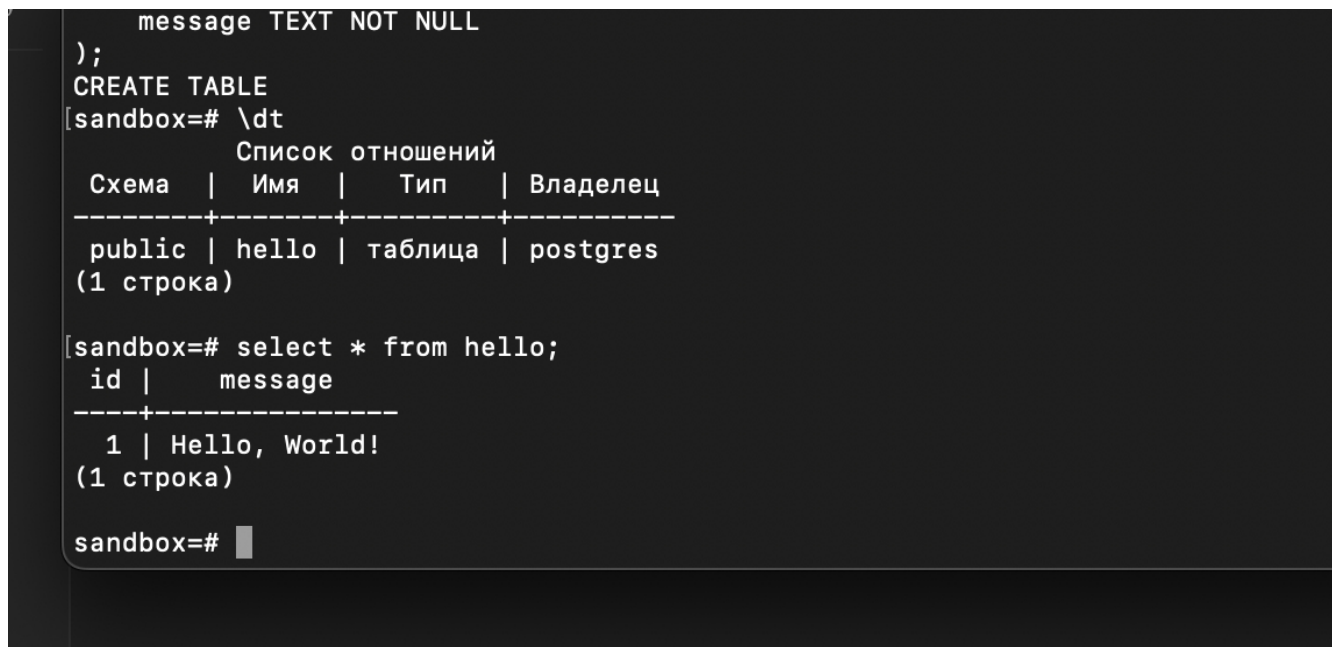 message TEXT NOT NULL
);
CREATE TABLE
[sandbox=# \dt
          Список отношений
 Схема  |  Имя  |   Тип   | Владелец
--------+-------+---------+----------
 public | hello | таблица | postgres
(1 строка)
[sandbox=# select * from hello;
 id |    message
----+---------------
  1 | Hello, World!
(1 строка)
sandbox=#